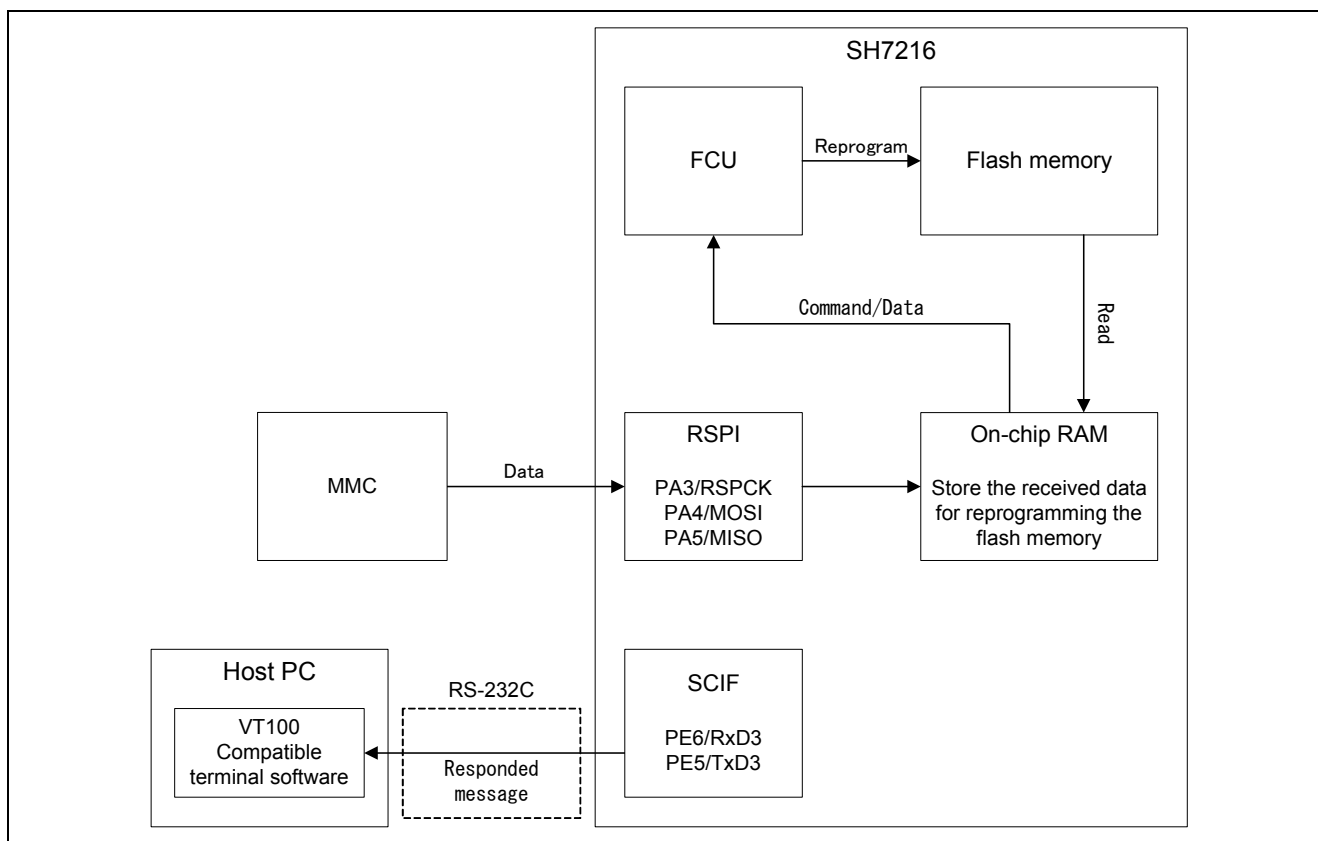 SH7216
FCU
Reprogram
Flash memory
Command/Data
Read
MMC
Data
RSPI
PA3/RSPCK
PA4/MOSI
PA5/MISO
On-chip RAM
Store the received data
for reprogramming the
flash memory
Host PC
VT100
Compatible
terminal software
RS-232C
Responded
message
SCIF
PE6/RxD3
PE5/TxD3